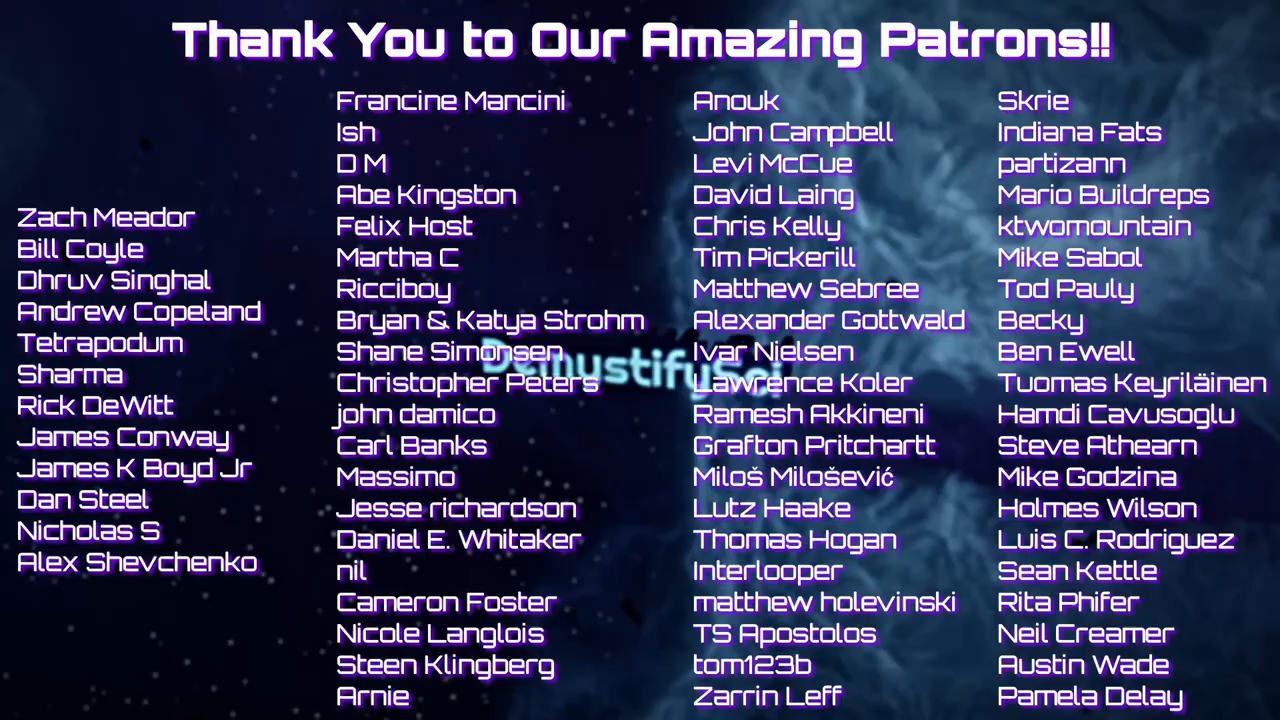 Thank You to Our Amazing Patrons!!
Zach Meador
Bill Coyle
Dhruv Singhal
Andrew Copeland
Tetrapodum
Sharma
Rick DeWitt
James Conway
James K Boyd Jr
Dan Steel
Nicholas S
Alex Shevchenko
Francine Mancini
Ish
D M
Abe Kingston
Felix Host
Martha C
Ricciboy
Bryan & Katya Strohm
Shane Simonsen
Christopher Peters
john damico
Carl Banks
Massimo
Jesse richardson
Daniel E. Whitaker
nil
Cameron Foster
Nicole Langlois
Steen Klingberg
Arnie
DemystifySci
Anouk
John Campbell
Levi McCue
David Laing
Chris Kelly
Tim Pickerill
Matthew Sebree
Alexander Gottwald
Ivar Nielsen
Lawrence Koler
Ramesh Akkineni
Grafton Pritchartt
Miloš Milošević
Lutz Haake
Thomas Hogan
Interlooper
matthew holevinski
TS Apostolos
tom123b
Zarrin Leff
Skrie
Indiana Fats
partizann
Mario Buildreps
ktwomountain
Mike Sabol
Tod Pauly
Becky
Ben Ewell
Tuomas Keyriläinen
Hamdi Cavusoglu
Steve Athearn
Mike Godzina
Holmes Wilson
Luis C. Rodriguez
Sean Kettle
Rita Phifer
Neil Creamer
Austin Wade
Pamela Delay